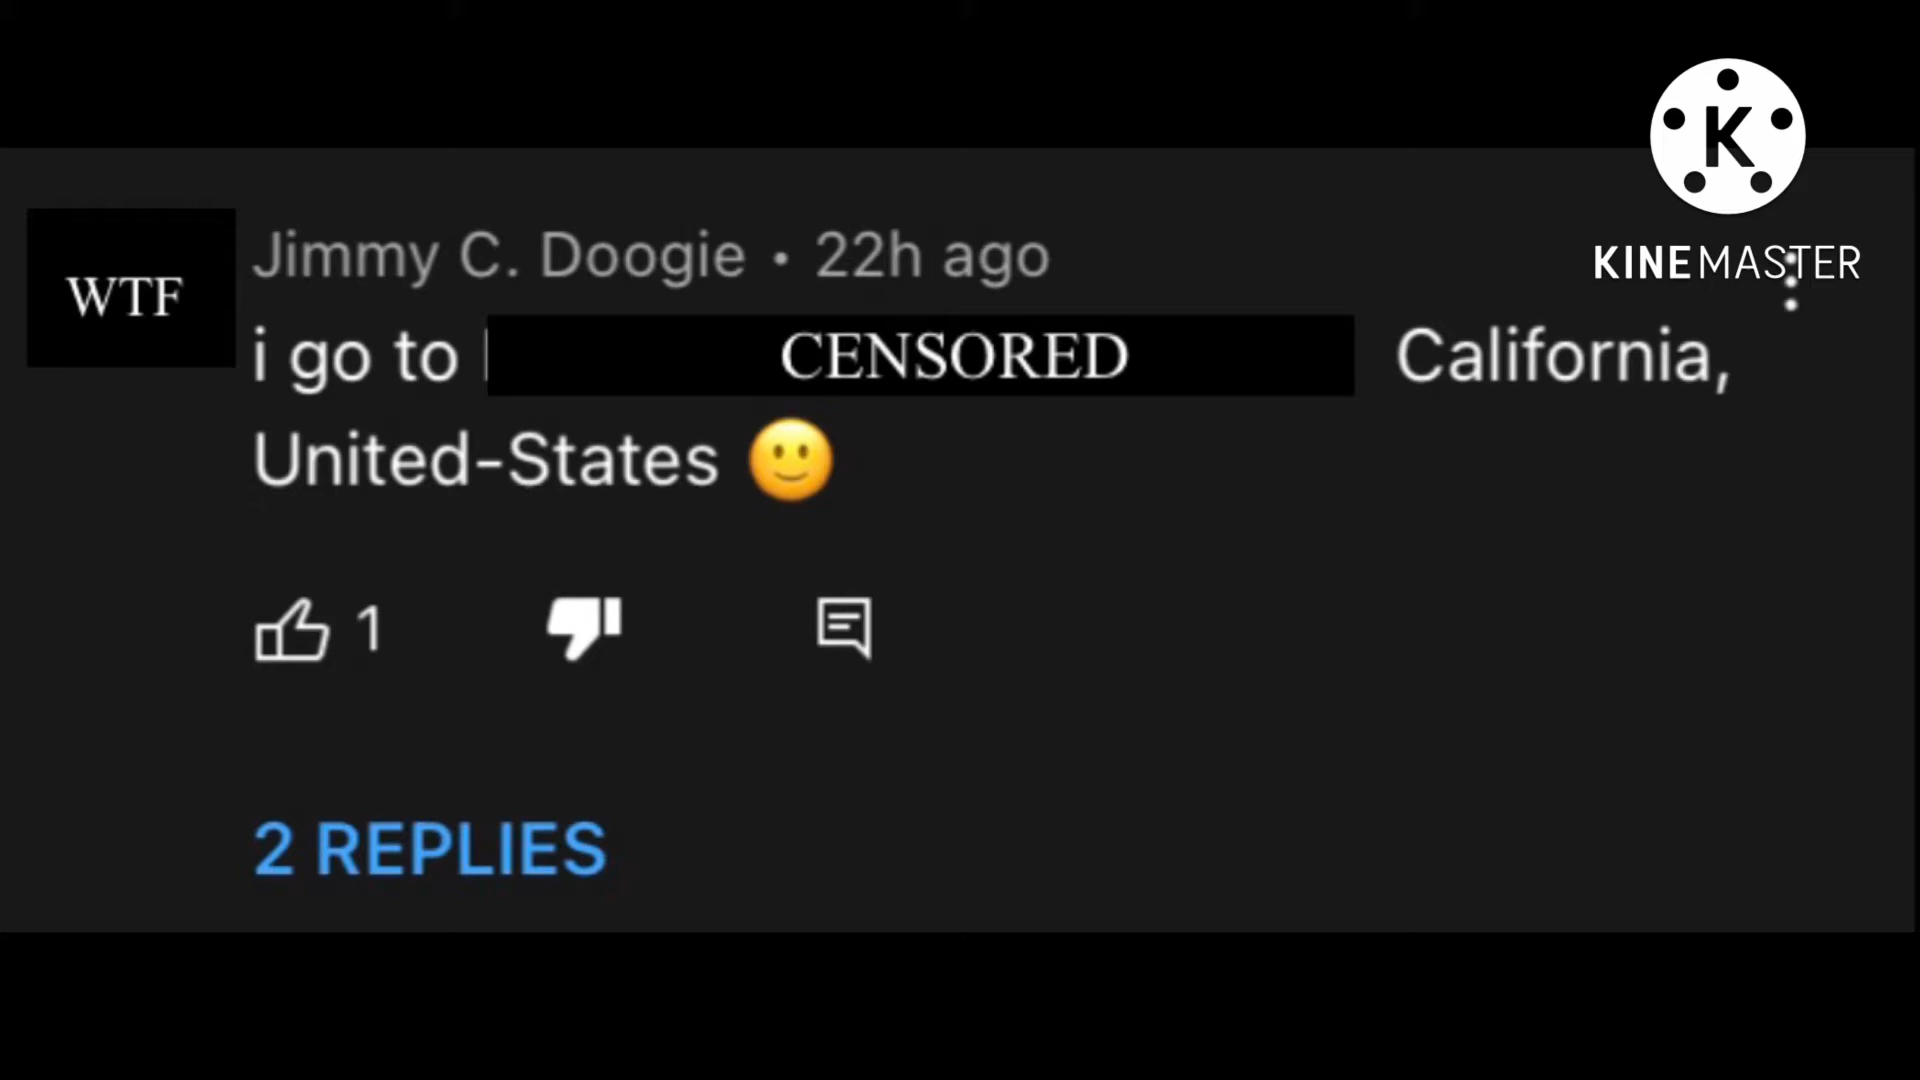 K
KINEMASTER
WTF
Jimmy C. Doogie • 22h ago
i go to CENSORED California,
United-States 🙂
1
2 REPLIES